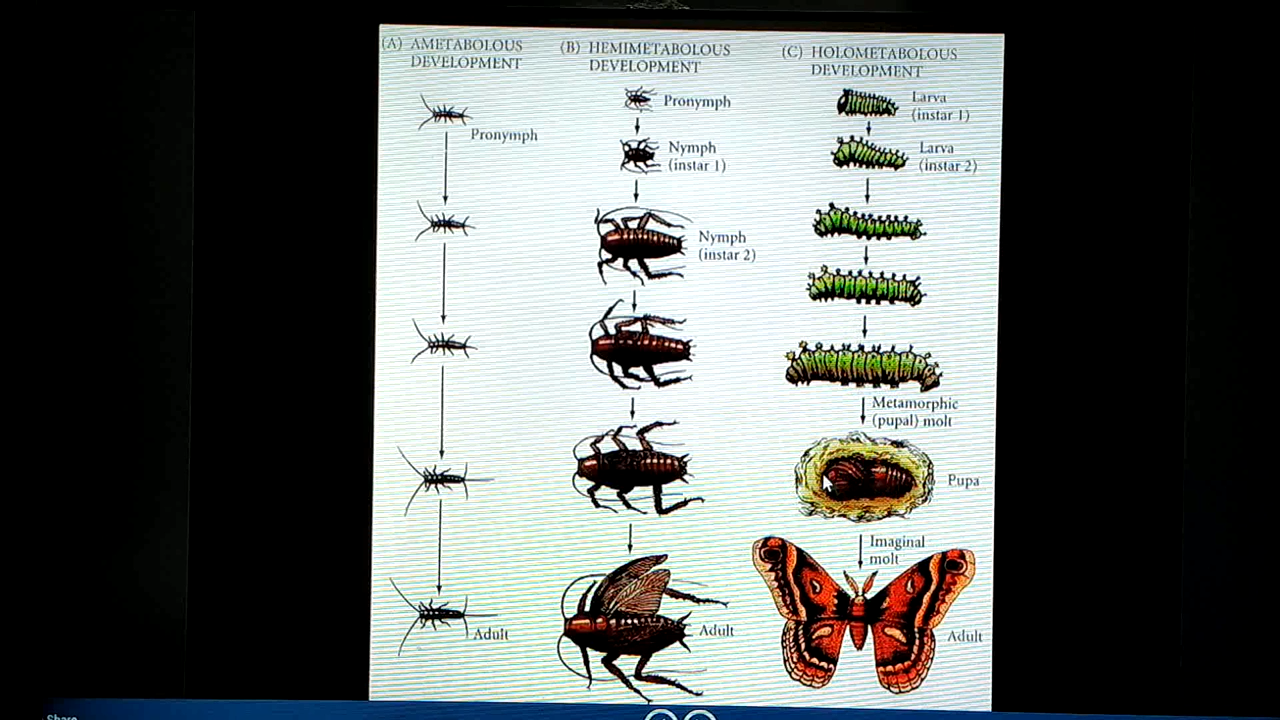 (A) AMETABOLOUS
DEVELOPMENT
Pronymph
Adult
(B) HEMIMETABOLOUS
DEVELOPMENT
Pronymph
Nymph
(instar 1)
Nymph
(instar 2)
Adult
(C) HOLOMETABOLOUS
DEVELOPMENT
Larva
(instar 1)
Larva
(instar 2)
Metamorphic
(pupal) molt
Pupa
Imaginal
molt
Adult
Share